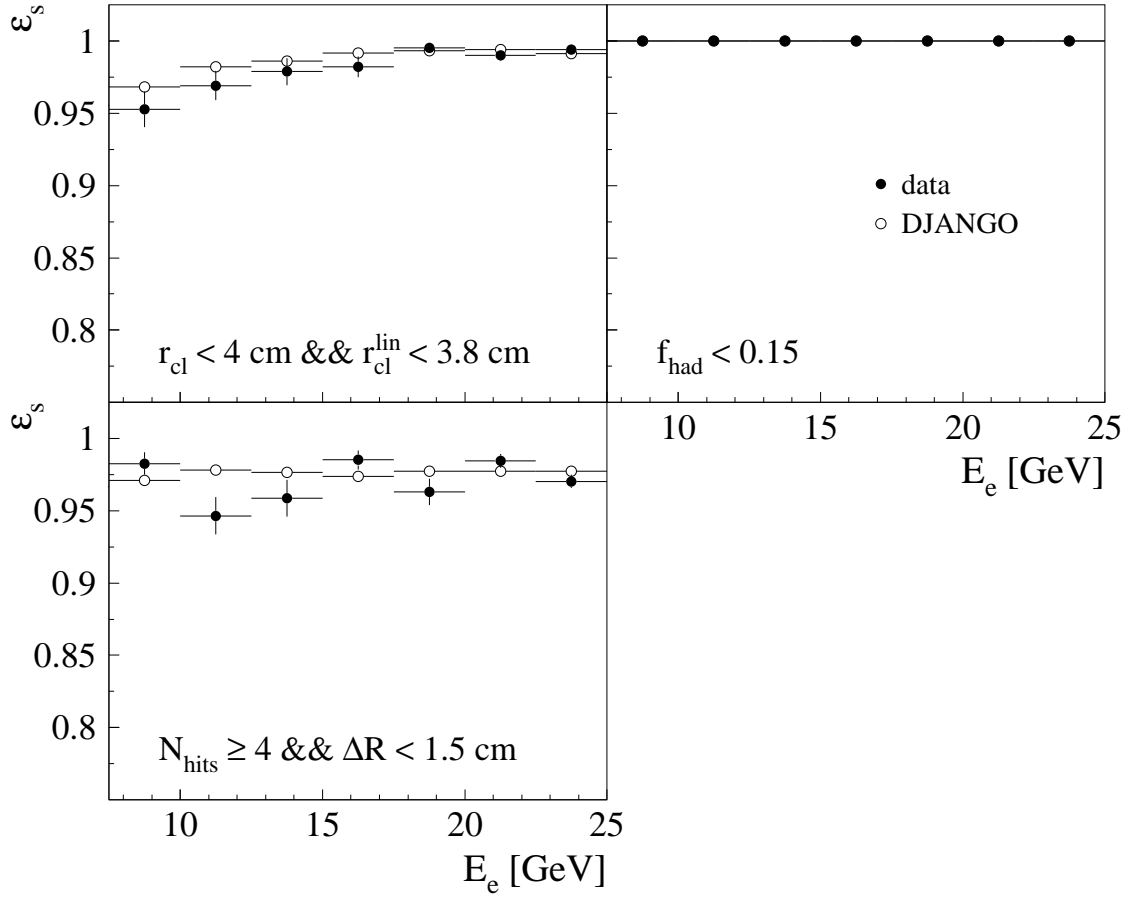 ε_s
1
0.95
0.9
0.85
0.8
r_cl < 4 cm && r_cl^lin < 3.8 cm
data
DJANGO
f_had < 0.15
10 15 20 25
E_e [GeV]
ε_s
1
0.95
0.9
0.85
0.8
N_hits ≥ 4 && ΔR < 1.5 cm
10 15 20 25
E_e [GeV]